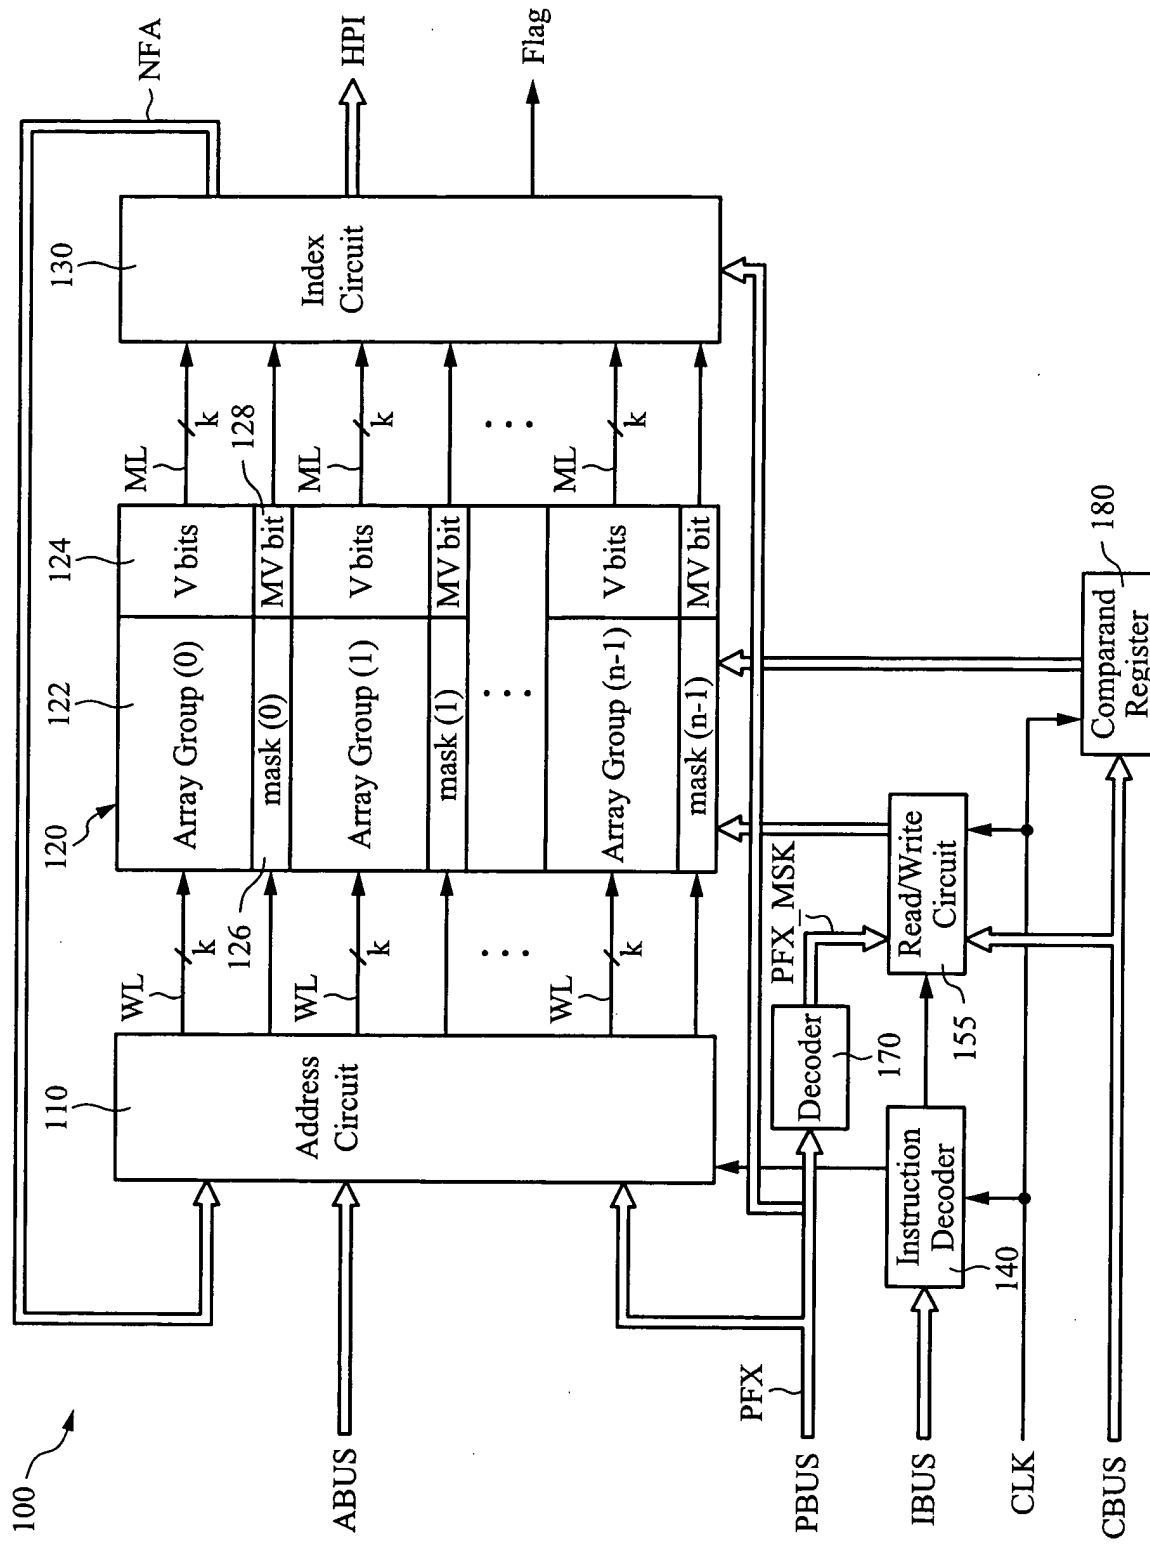 100
NFA
HPI
Flag
110
Address
Circuit
WL
k
WL
k
. . .
WL
k
120
122
124
126
128
Array Group (0)
V bits
mask (0)
MV bit
Array Group (1)
V bits
mask (1)
MV bit
. . .
Array Group (n-1)
V bits
mask (n-1)
MV bit
ML
k
ML
k
. . .
ML
k
130
Index
Circuit
ABUS
PFX
PBUS
IBUS
CLK
CBUS
Decoder
170
PFX_MSK
Instruction
Decoder
140
Read/Write
Circuit
155
Comparand
Register
180